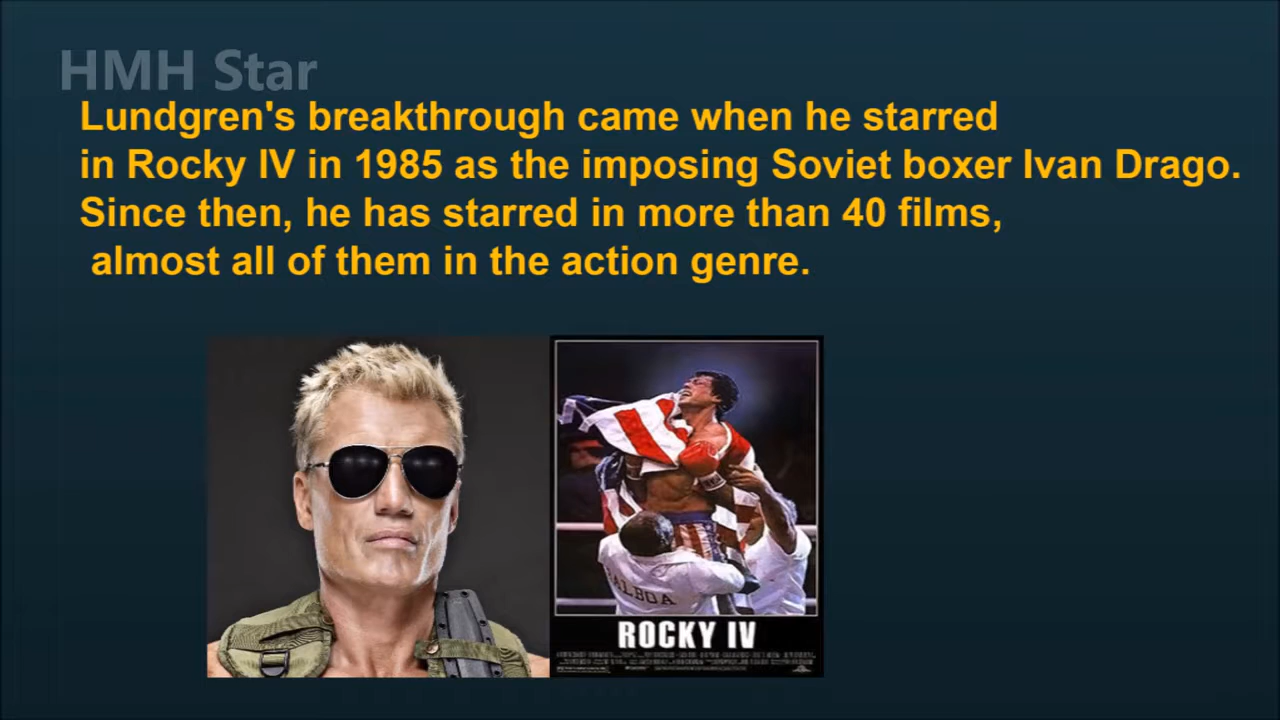 HMH Star
Lundgren's breakthrough came when he starred
in Rocky IV in 1985 as the imposing Soviet boxer Ivan Drago.
Since then, he has starred in more than 40 films,
almost all of them in the action genre.
BALBOA
ROCKY IV